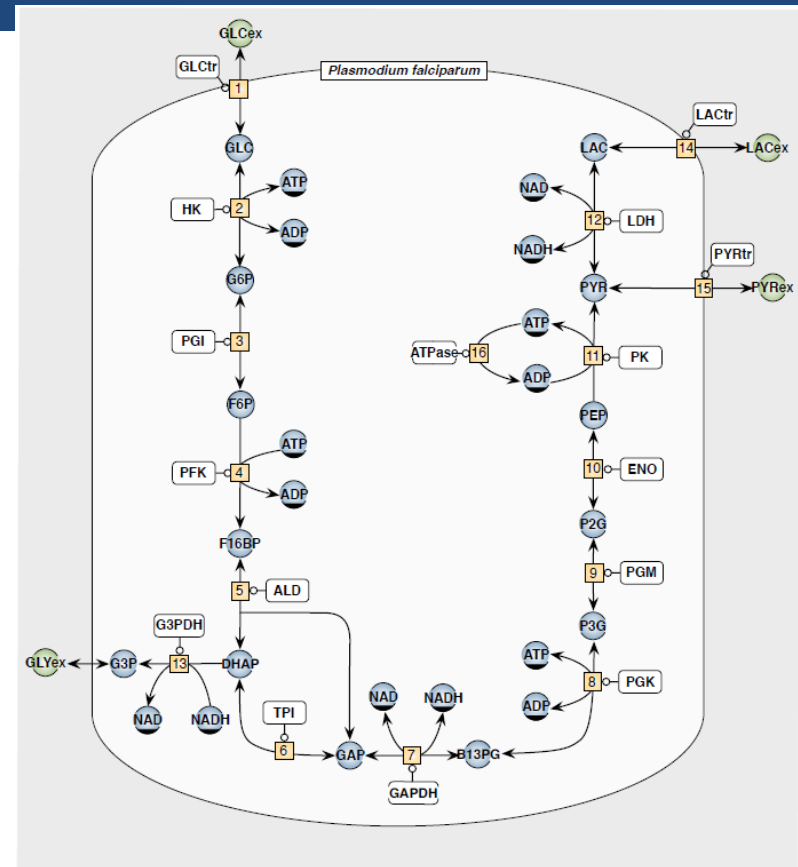 GLCex
GLCtr
1
Plasmodium falciparum
GLC
HK
2
ATP
ADP
G6P
PGI
3
F6P
PFK
4
ATP
ADP
F16BP
5
ALD
G3PDH
GLYex
G3P
13
DHAP
NAD
NADH
TPI
6
GAP
NAD
NADH
7
GAPDH
B13PG
LACtr
LAC
14
LACex
NAD
12
LDH
NADH
PYRtr
PYR
15
PYRex
ATP
ATPase
16
11
PK
ADP
PEP
10
ENO
P2G
9
PGM
P3G
ATP
8
PGK
ADP